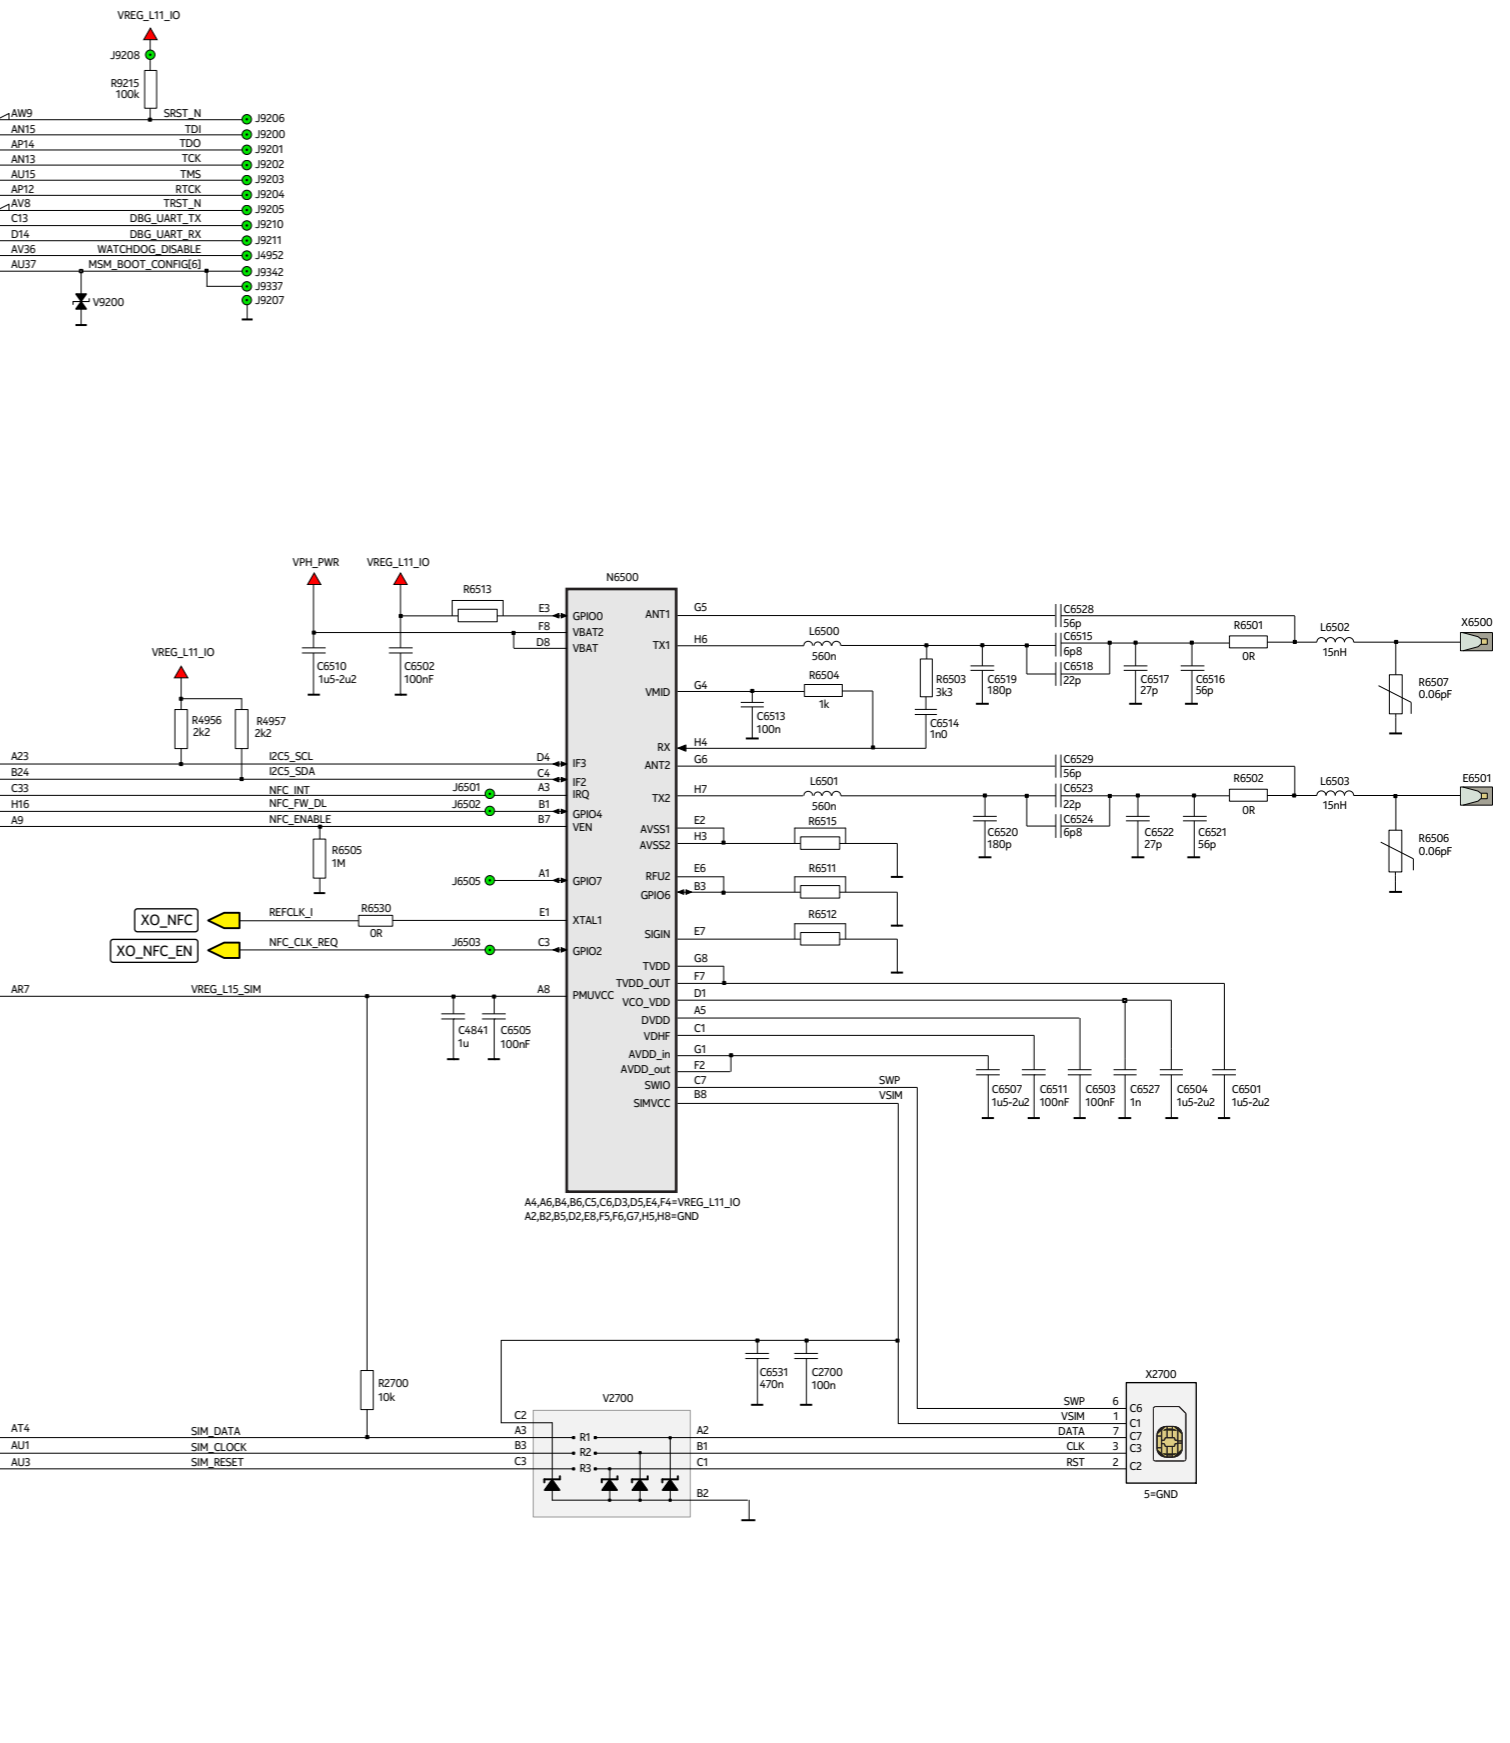 VREG_L11_IO
J9208
R9215
100k
AW9 SRST_N J9206
AN15 TDI J9200
AP14 TDO J9201
AN13 TCK J9202
AU15 TMS J9203
AP12 RTCK J9204
AV8 TRST_N J9205
C13 DBG_UART_TX J9210
D14 DBG_UART_RX J9211
AV36 WATCHDOG_DISABLE J4952
AU37 MSM_BOOT_CONFIG[6] J9342
J9337
V9200 J9207
VPH_PWR VREG_L11_IO
N6500
R6513
E3 GPIO0
F8 VBAT2
D8 VBAT
C6510
1u5-2u2
C6502
100nF
VREG_L11_IO
R4956
2k2
R4957
2k2
A23 I2C5_SCL D4 IF3
B24 I2C5_SDA C4 IF2
C33 NFC_INT J6501 A3 IRQ
H16 NFC_FW_DL J6502 B1 GPIO4
A9 NFC_ENABLE B7 VEN
R6505
1M
J6505 A1 GPIO7
XO_NFC REFCLK_I R6530 E1 XTAL1
0R
XO_NFC_EN NFC_CLK_REQ J6503 C3 GPIO2
AR7 VREG_L15_SIM A8 PMUVCC
C4841
1u
C6505
100nF
ANT1 G5 C6528
56p
TX1 H6 L6500
560n
C6515
6p8
C6518
22p
R6501
0R
L6502
15nH
X6500
R6503
3k3
C6519
180p
C6517
27p
C6516
56p
R6507
0.06pF
VMID G4 R6504
1k
C6513
100n
C6514
1n0
RX H4
ANT2 G6 C6529
56p
TX2 H7 L6501
560n
C6523
22p
C6524
6p8
R6502
0R
L6503
15nH
E6501
C6520
180p
C6522
27p
C6521
56p
R6506
0.06pF
AVSS1 E2 R6515
AVSS2 H3
RFU2 E6 R6511
GPIO6 B3
R6512
SIGIN E7
TVDD G8
TVDD_OUT F7
VCO_VDD D1
DVDD A5
VDHF C1
AVDD_in G1
AVDD_out F2
SWIO C7 SWP
SIMVCC B8 VSIM
C6507
1u5-2u2
C6511
100nF
C6503
100nF
C6527
1n
C6504
1u5-2u2
C6501
1u5-2u2
A4,A6,B4,B6,C5,C6,D3,D5,E4,F4=VREG_L11_IO
A2,B2,B5,D2,E8,F5,F6,G7,H5,H8=GND
R2700
10k
C6531
470n
C2700
100n
V2700
X2700
C2
SWP 6 C6
VSIM 1 C1
AT4 SIM_DATA A3 R1 A2 DATA 7 C7
AU1 SIM_CLOCK B3 R2 B1 CLK 3 C3
AU3 SIM_RESET C3 R3 C1 RST 2 C2
B2
5=GND